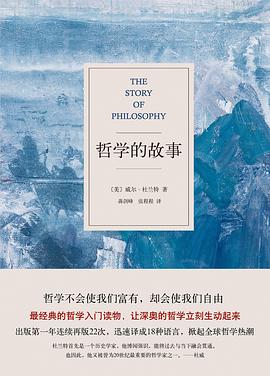 THE
STORY
OF
PHILOSOPHY
哲学的故事
〔美〕威尔·杜兰特 著
蒋剑峰 张程程 译
哲学不会使我们富有，却会使我们自由
最经典的哲学入门读物，让深奥的哲学立刻生动起来
出版第一年连续再版22次，迅速译成18种语言，掀起全球哲学热潮
杜兰特首先是一个历史学家，他博闻强识，能将过去与当下融会贯通。
也因此，他又被誉为20世纪最重要的哲学家之一。——杜威